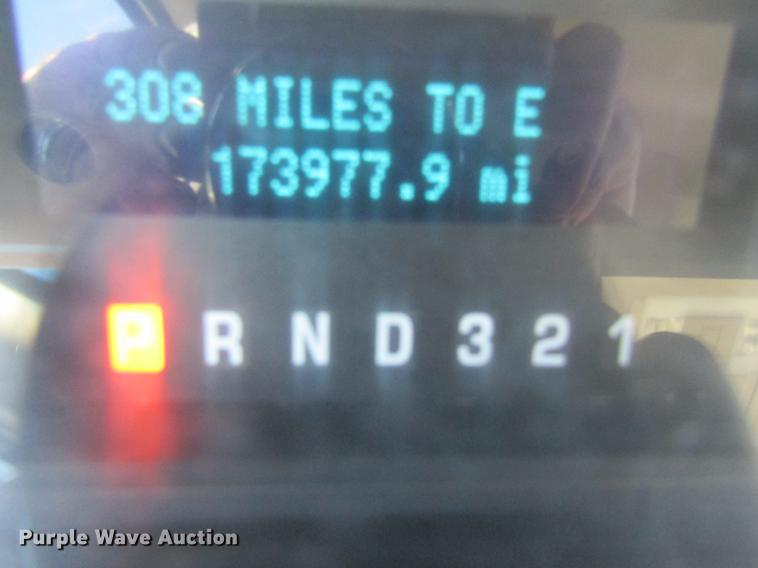 308 MILES TO E
173977.9 mi
P R N D 3 2 1
Purple Wave Auction